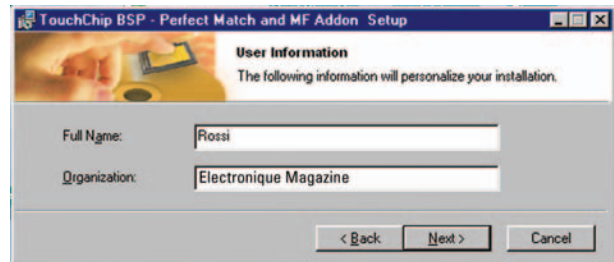 TouchChip BSP - Perfect Match and MF Addon Setup
User Information
The following information will personalize your installation.
Full Name:
Rossi
Organization:
Electronique Magazine
< Back
Next >
Cancel